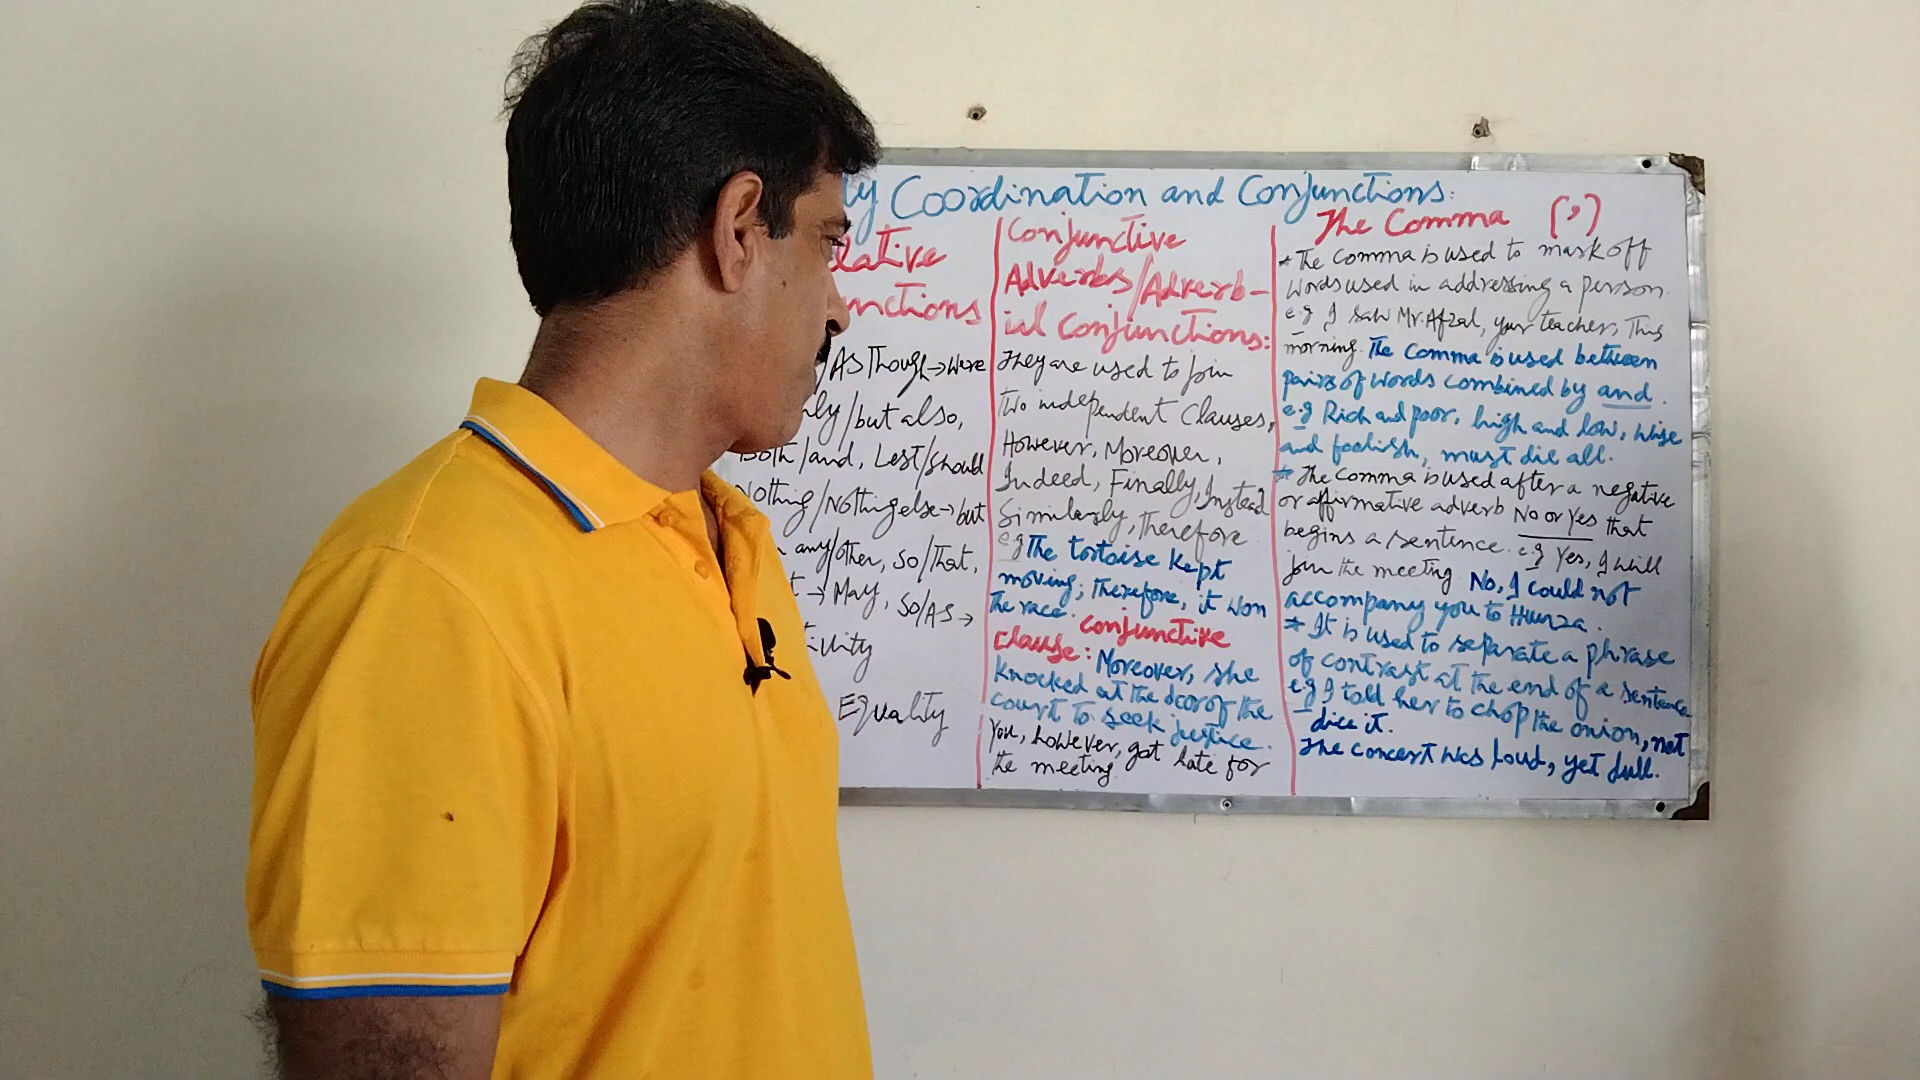 ly Coordination and Conjunctions:
lative
unctions
/As Though→were
nly/but also,
Both/and, Lest/should
Nothing/Nothing else→but
any/other, So/That,
t→May, So/As→
Equality
Conjunctive
Adverbs/Adverb-
ial Conjunctions:
They are used to join
Two independent Clauses,
However, Moreover,
Indeed, Finally, Instead
Similarly, Therefore
e.g The tortoise kept
moving; Therefore, it won
The race.
conjunctive
clause: Moreover, she
knocked at the door of the
court to seek justice.
You, however, got late for
the meeting
The Comma (,)
* The Comma is used to mark off
words used in addressing a person.
e.g I saw Mr. Afzal, your teacher, This
morning. The Comma is used between
pairs of words combined by and.
e.g Rich and poor, high and low, wise
and foolish, must die all.
* The Comma is used after a negative
or affirmative adverb No or Yes that
begins a sentence. e.g Yes, I will
join the meeting. No, I could not
accompany you to Hunza.
* It is used to separate a phrase
of contrast at the end of a sentence
e.g I told her to chop the onion, not
dice it.
The concert was loud, yet dull.